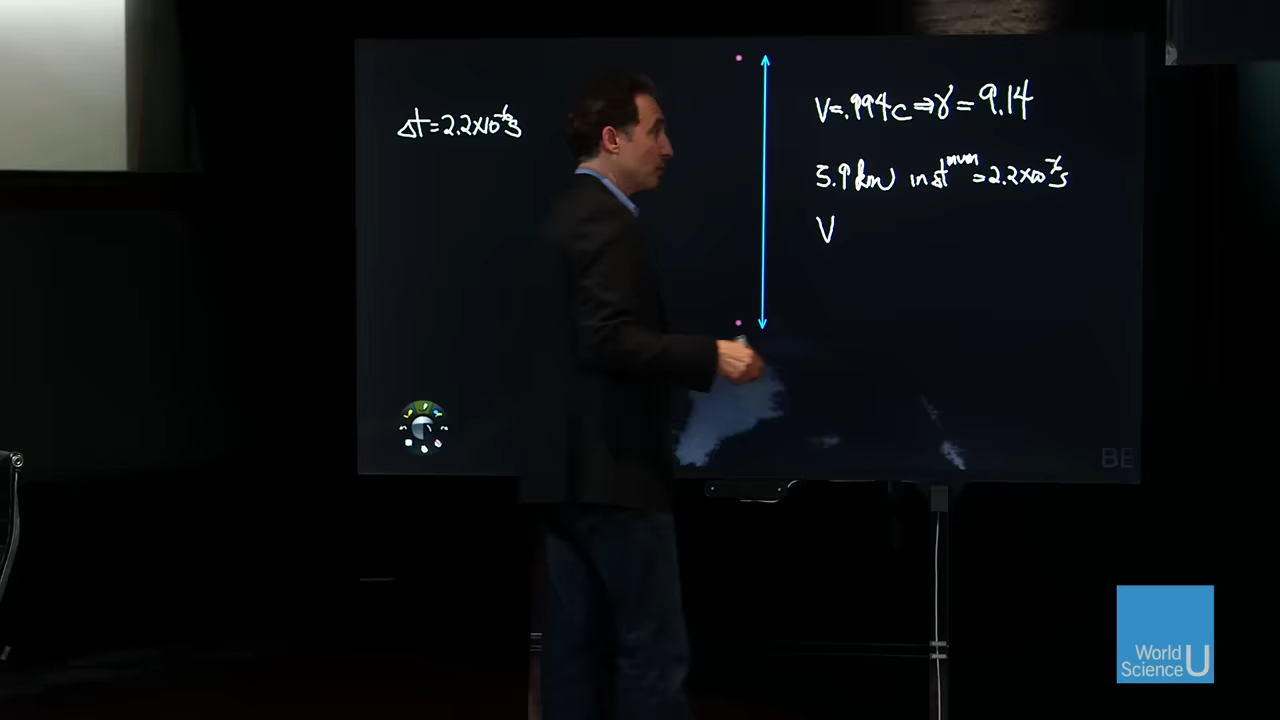 Δt = 2.2×10⁻⁶s
V = .994c ⇒ γ = 9.14
5.9 km in Δt^muon = 2.2×10⁻⁶s
V
BE
World
Science U